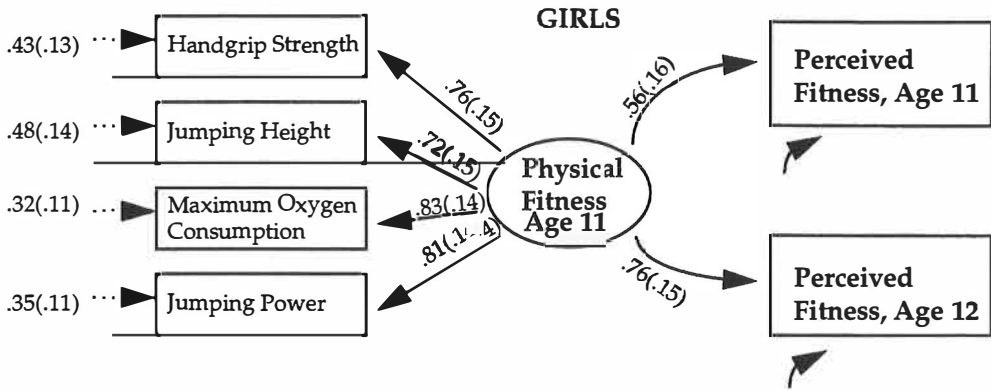 GIRLS
.43(.13)
Handgrip Strength
.76(.15)
.56(.16)
Perceived
Fitness, Age 11
.48(.14)
Jumping Height
.72(.15)
Physical
Fitness
Age 11
.32(.11)
Maximum Oxygen
Consumption
.83(.14)
.35(.11)
Jumping Power
.76(.15)
Perceived
Fitness, Age 12